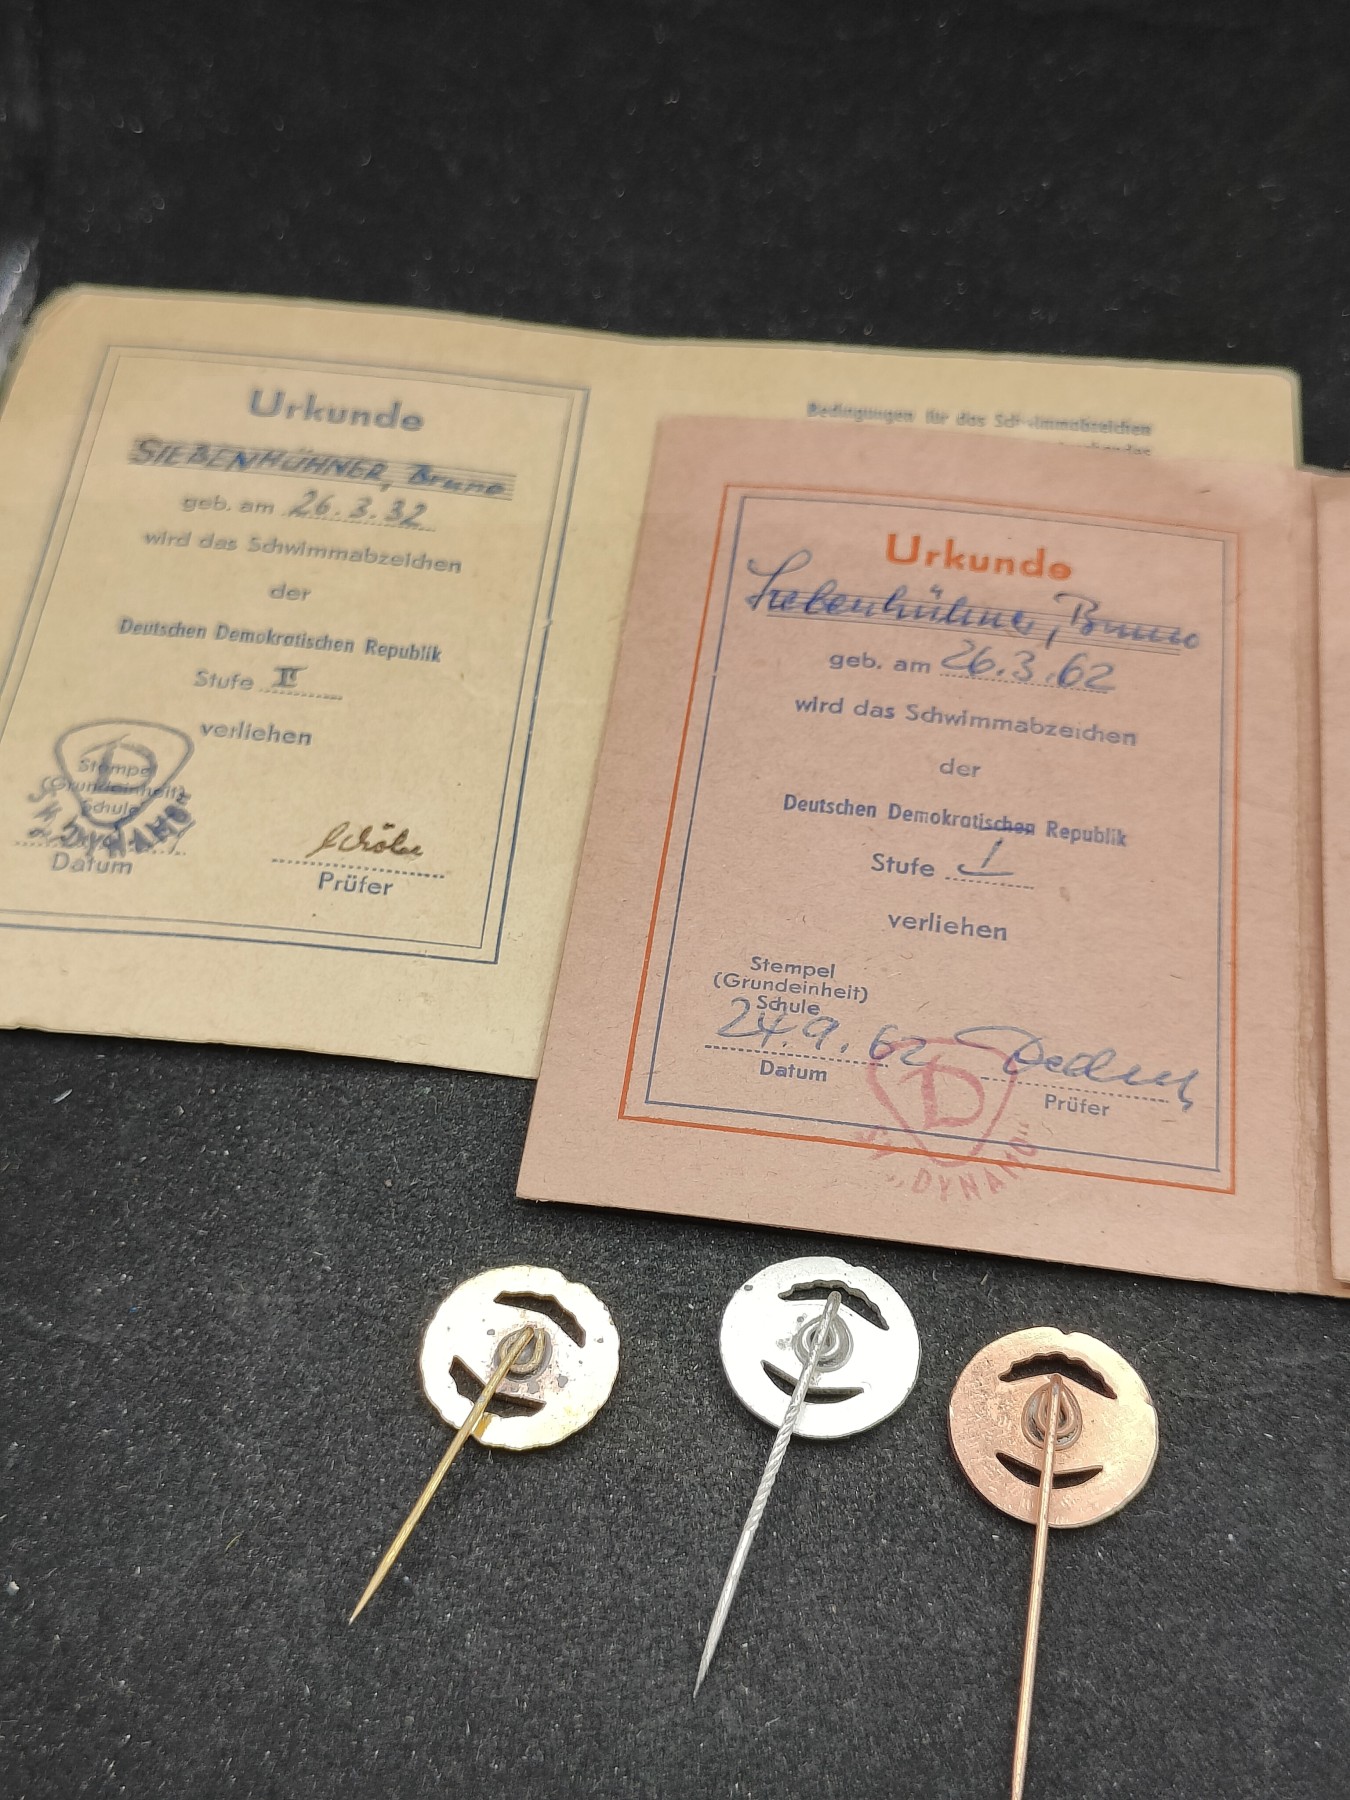 Urkunde
SIEBENHÜHNER, Bruno
geb. am 26.3.32
wird das Schwimmabzeichen
der
Deutschen Demokratischen Republik
Stufe II
verliehen
Stempel
(Grundeinheit)
Schule
D
DYNAMO
Datum
Prüfer
Bedingungen für das Schwimmabzeichen
Urkunde
Siebenhühner, Bruno
geb. am 26.3.62
wird das Schwimmabzeichen
der
Deutschen Demokratischen Republik
Stufe I
verliehen
Stempel
(Grundeinheit)
Schule
24.9.62
Datum
Prüfer
D
"DYNAMO"